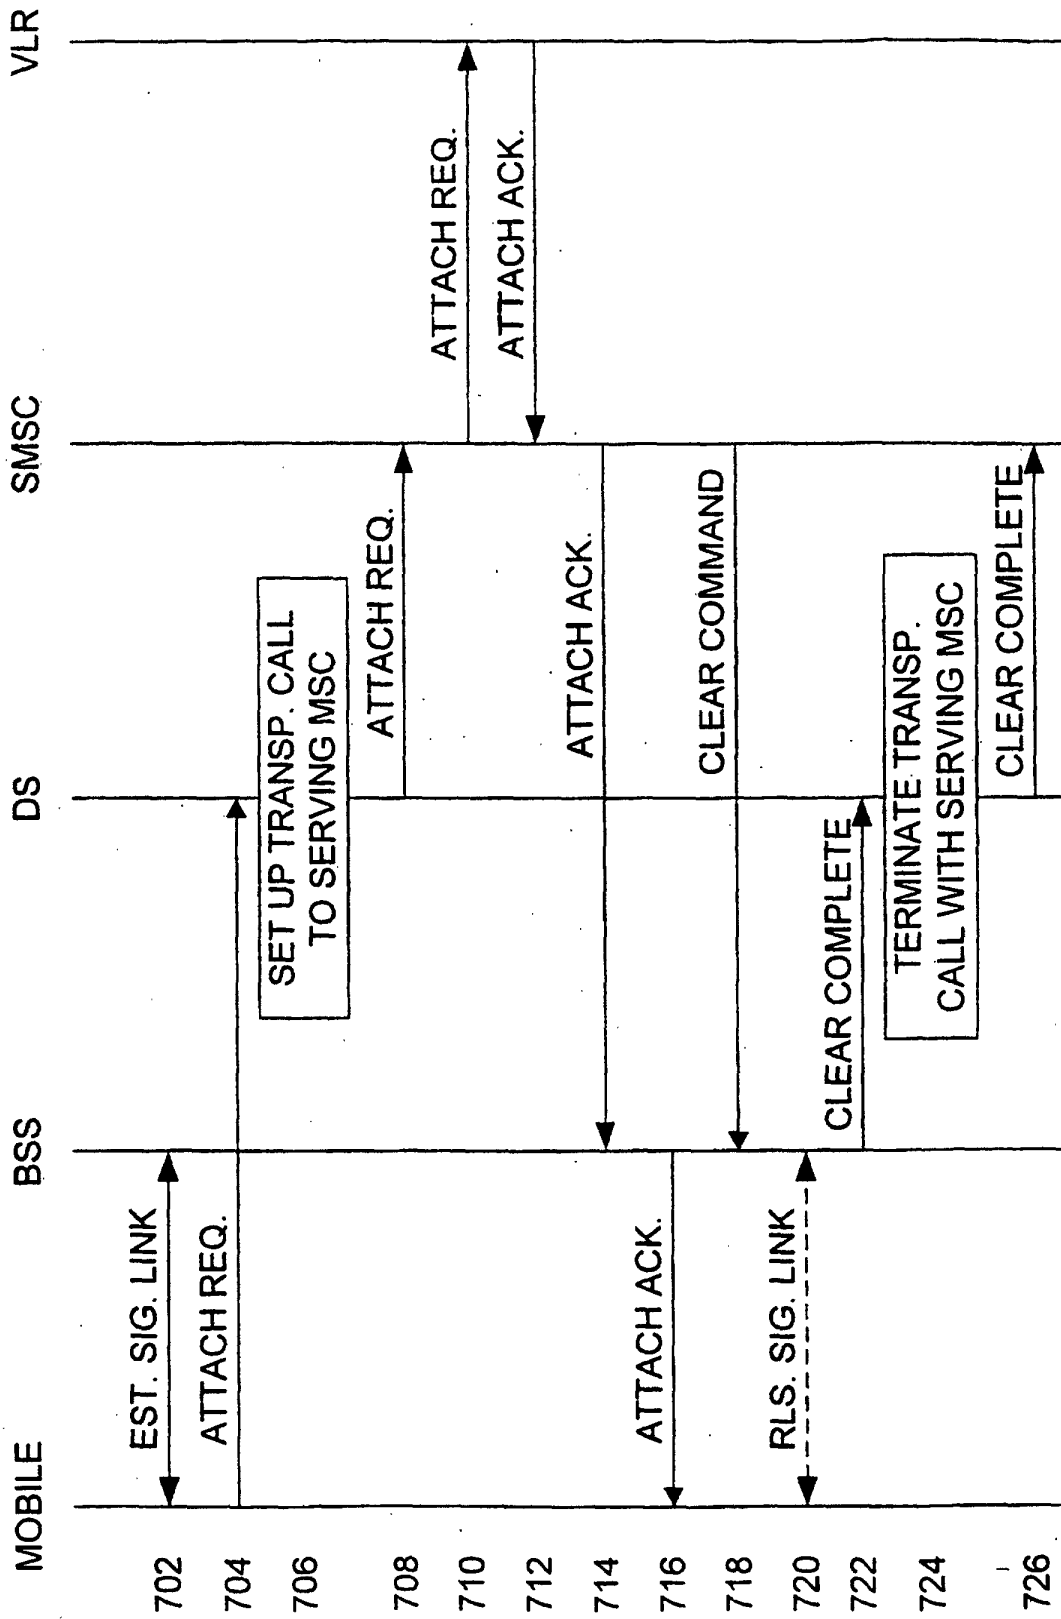 MOBILE
BSS
DS
SMSC
VLR
702
EST. SIG. LINK
704
ATTACH REQ.
706
SET UP TRANSP. CALL
TO SERVING MSC
708
ATTACH REQ.
710
ATTACH REQ.
712
ATTACH ACK.
714
ATTACH ACK.
716
ATTACH ACK.
718
CLEAR COMMAND
720
RLS. SIG. LINK
722
CLEAR COMPLETE
724
TERMINATE TRANSP.
CALL WITH SERVING MSC
726
CLEAR COMPLETE